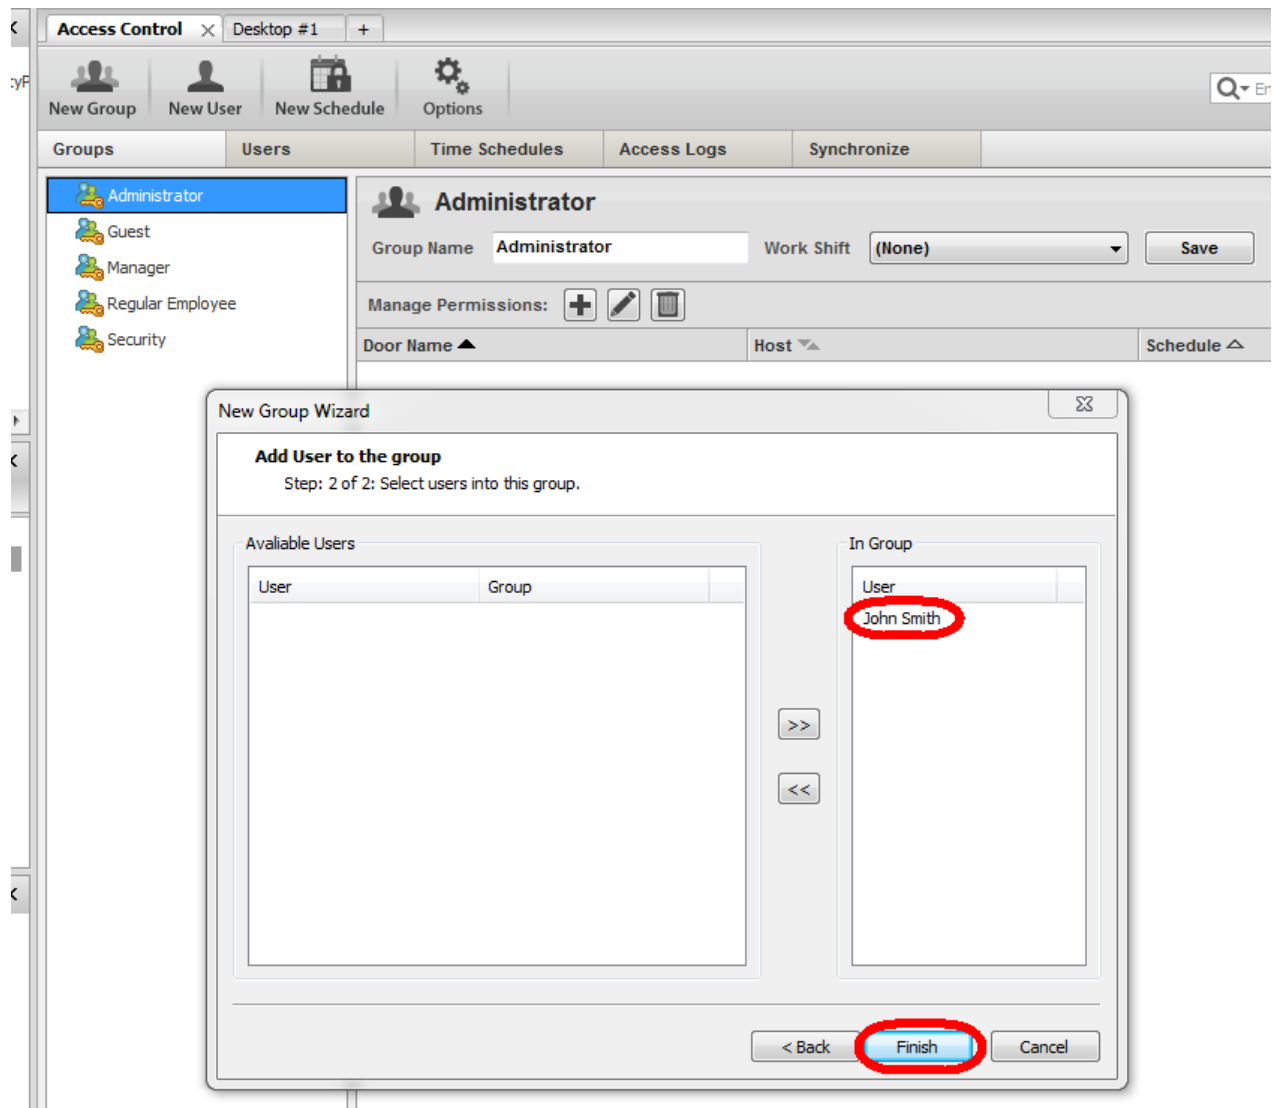 Access Control
Desktop #1
+
New Group
New User
New Schedule
Options
Groups
Users
Time Schedules
Access Logs
Synchronize
Administrator
Guest
Manager
Regular Employee
Security
Administrator
Group Name
Administrator
Work Shift
(None)
Save
Manage Permissions:
Door Name
Host
Schedule
New Group Wizard
Add User to the group
Step: 2 of 2: Select users into this group.
Avaliable Users
User
Group
>>
<<
In Group
User
John Smith
< Back
Finish
Cancel